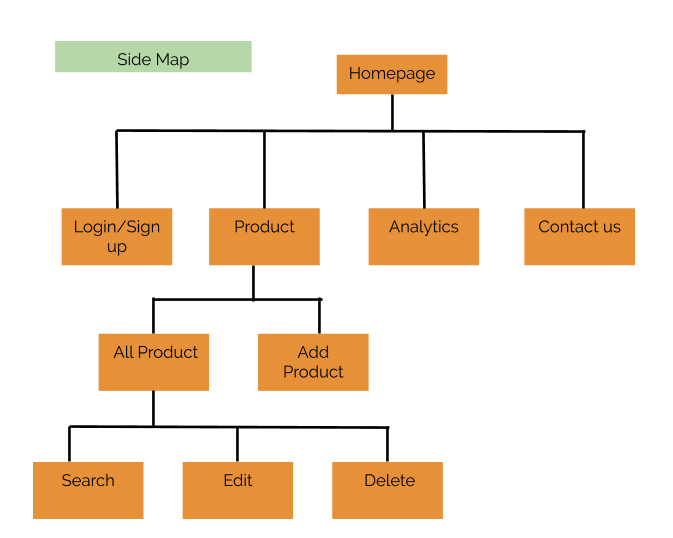 Side Map
Homepage
Login/Sign
up
Product
Analytics
Contact us
All Product
Add
Product
Search
Edit
Delete